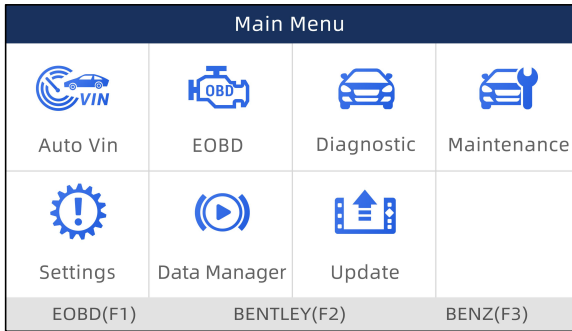 Main Menu
VIN
OBD
Auto Vin
EOBD
Diagnostic
Maintenance
Settings
Data Manager
Update
EOBD(F1)
BENTLEY(F2)
BENZ(F3)